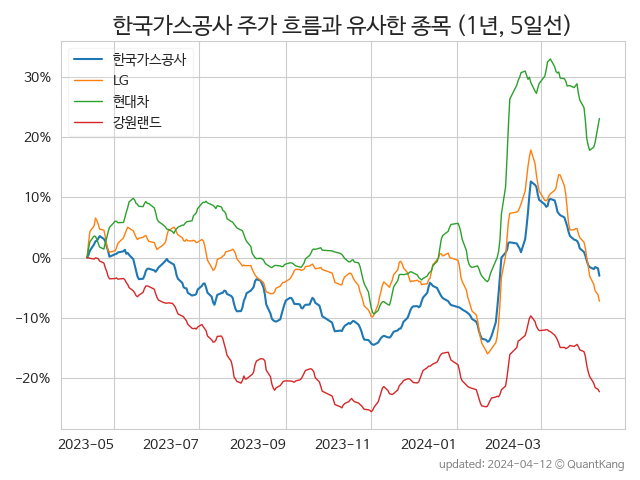 한국가스공사 주가 흐름과 유사한 종목 (1년, 5일선)
한국가스공사
LG
현대차
강원랜드
30%
20%
10%
0%
−10%
−20%
2023-05 2023-07 2023-09 2023-11 2024-01 2024-03
updated: 2024-04-12 © QuantKang